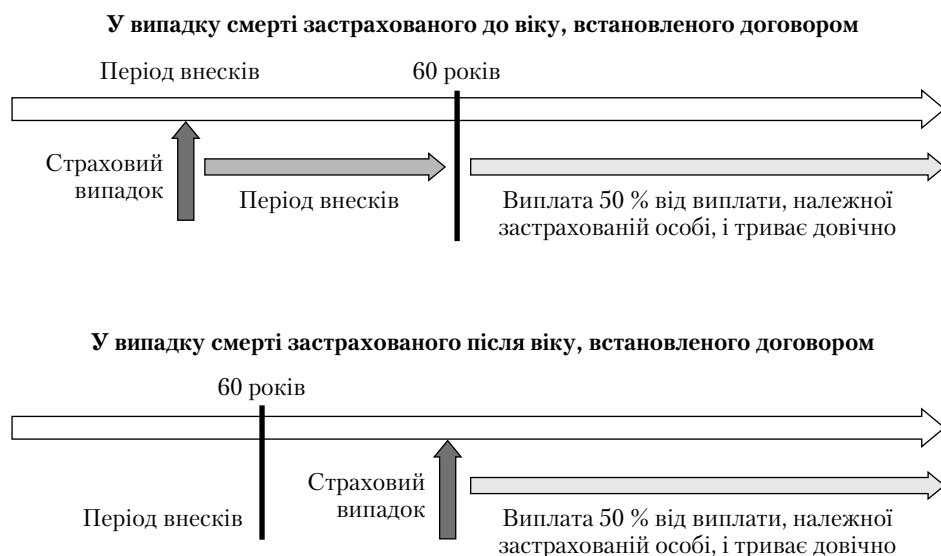 У випадку смерті застрахованого до віку, встановленого договором
Період внесків
60 років
Страховий
випадок
Період внесків
Виплата 50 % від виплати, належної
застрахованій особі, і триває довічно
У випадку смерті застрахованого після віку, встановленого договором
60 років
Період внесків
Страховий
випадок
Виплата 50 % від виплати, належної
застрахованій особі, і триває довічно